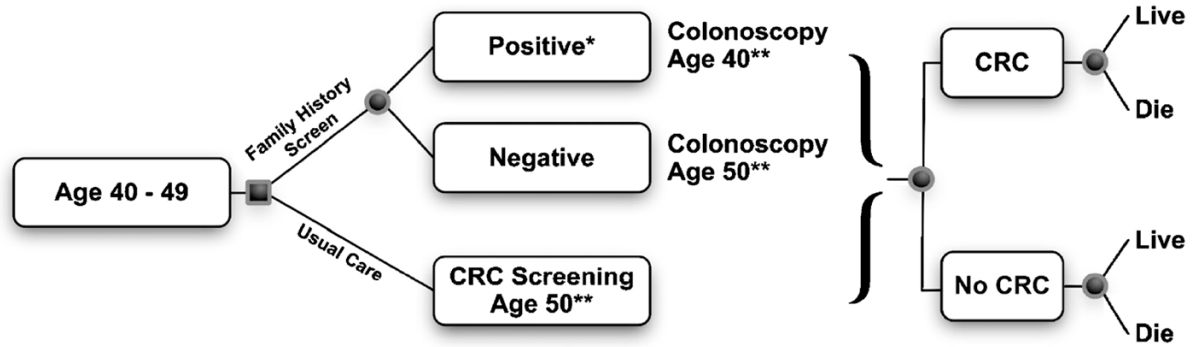 Age 40 - 49
Family History
Screen
Usual Care
Positive*
Colonoscopy
Age 40**
Negative
Colonoscopy
Age 50**
CRC Screening
Age 50**
CRC
Live
Die
No CRC
Live
Die